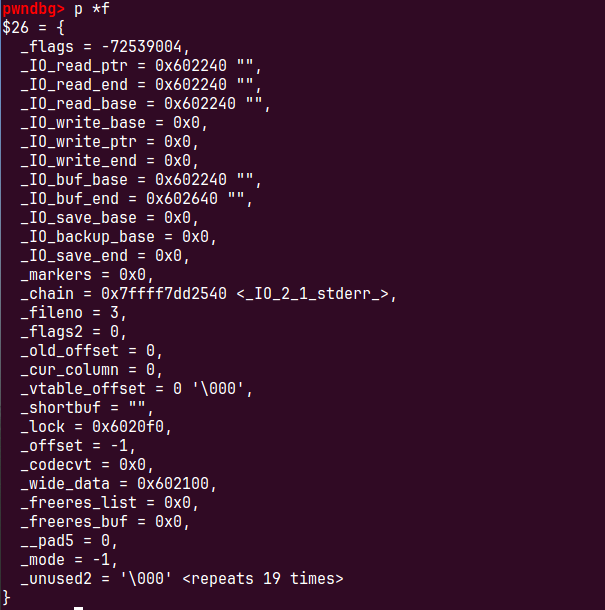 pwndbg> p *f
$26 = {
  _flags = -72539004,
  _IO_read_ptr = 0x602240 "",
  _IO_read_end = 0x602240 "",
  _IO_read_base = 0x602240 "",
  _IO_write_base = 0x0,
  _IO_write_ptr = 0x0,
  _IO_write_end = 0x0,
  _IO_buf_base = 0x602240 "",
  _IO_buf_end = 0x602640 "",
  _IO_save_base = 0x0,
  _IO_backup_base = 0x0,
  _IO_save_end = 0x0,
  _markers = 0x0,
  _chain = 0x7ffff7dd2540 <_IO_2_1_stderr_>,
  _fileno = 3,
  _flags2 = 0,
  _old_offset = 0,
  _cur_column = 0,
  _vtable_offset = 0 '\000',
  _shortbuf = "",
  _lock = 0x6020f0,
  _offset = -1,
  _codecvt = 0x0,
  _wide_data = 0x602100,
  _freeres_list = 0x0,
  _freeres_buf = 0x0,
  __pad5 = 0,
  _mode = -1,
  _unused2 = '\000' <repeats 19 times>
}